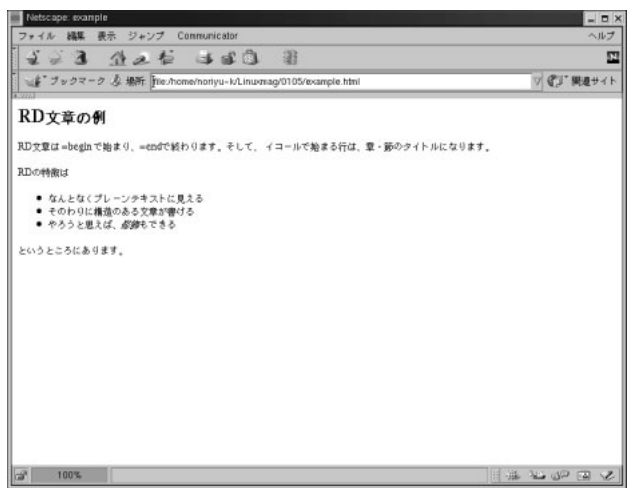 Netscape: example
ファイル 編集 表示 ジャンプ Communicator ヘルプ
ブックマーク 場所 file:/home/noriyu-k/Linuxmag/0105/example.html 関連サイト
RD文章の例
RD文章は =begin で始まり、=endで終わります。そして、イコールで始まる行は、章・節のタイトルになります。
RDの特徴は
なんとなくプレーンテキストに見える
そのわりに構造のある文章が書ける
やろうと思えば、もできる
というところにあります。
100%